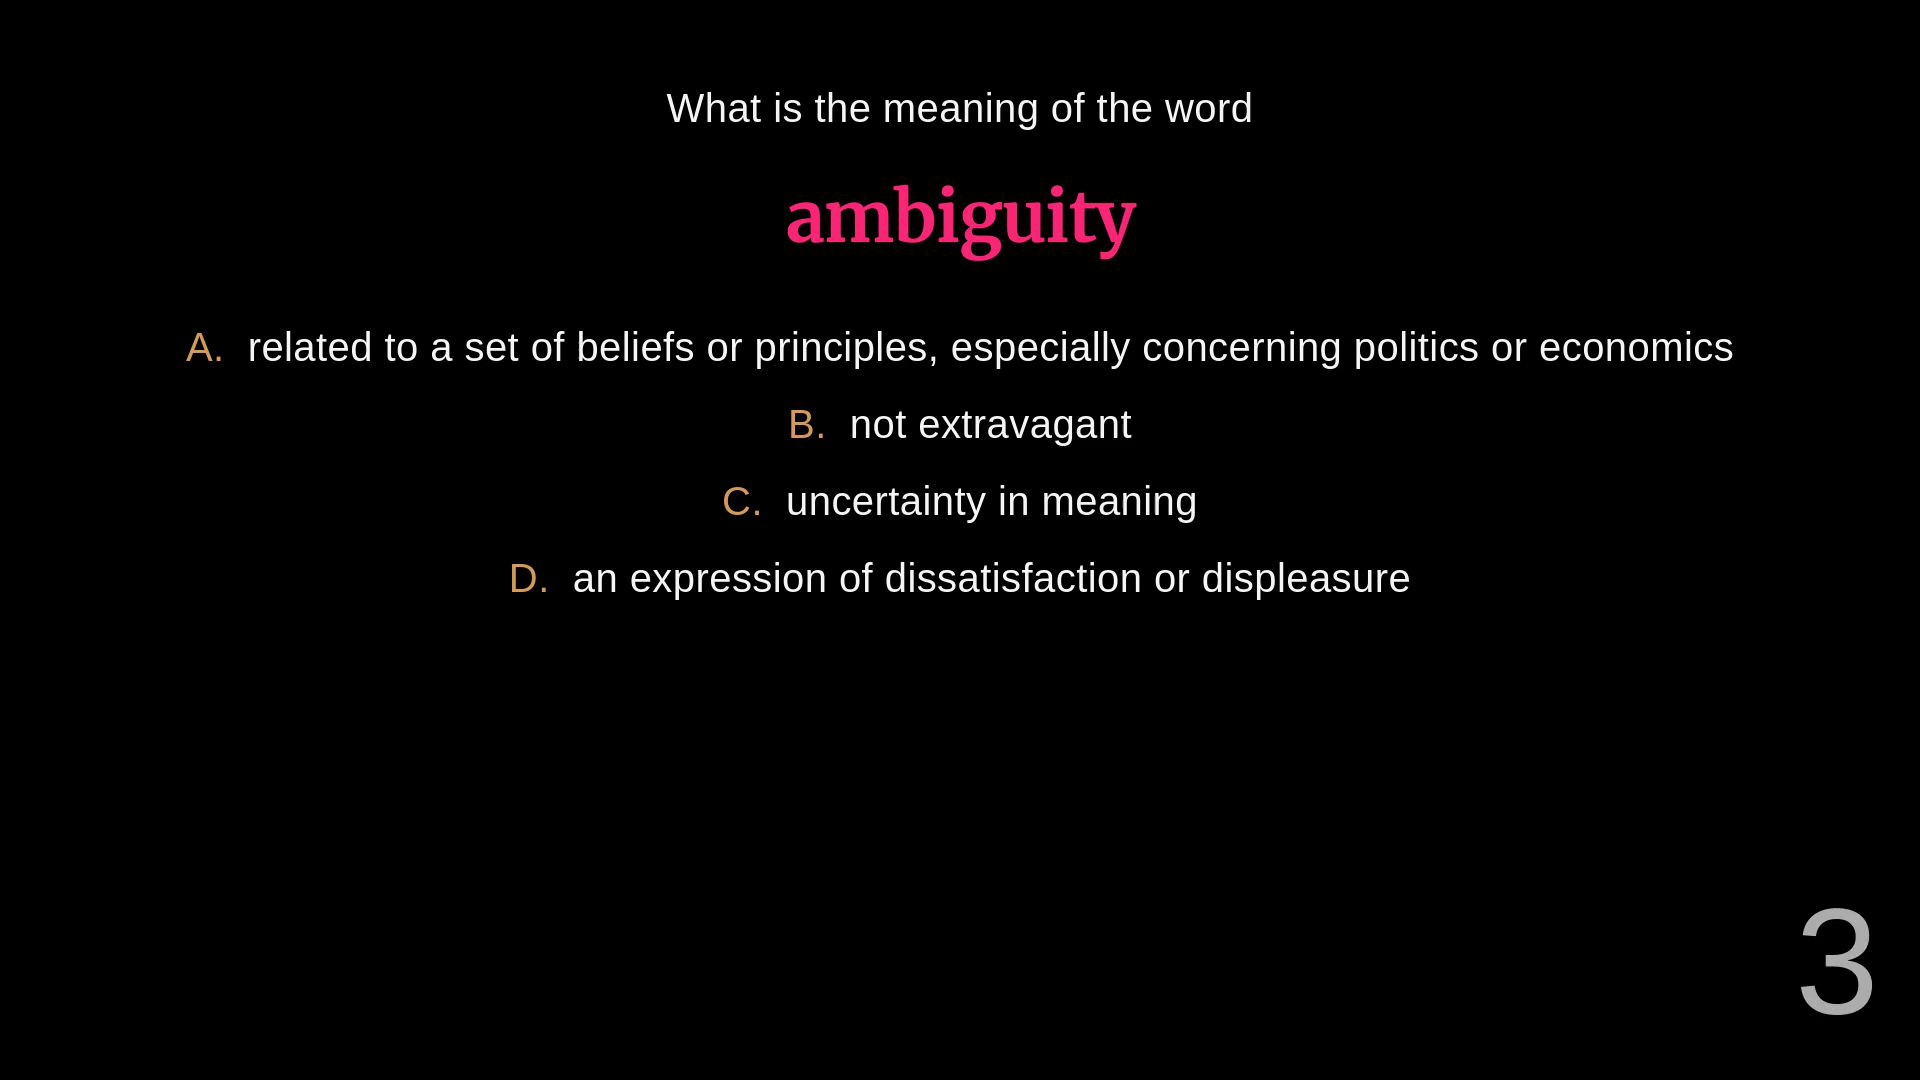 What is the meaning of the word
ambiguity
A. related to a set of beliefs or principles, especially concerning politics or economics
B. not extravagant
C. uncertainty in meaning
D. an expression of dissatisfaction or displeasure
3